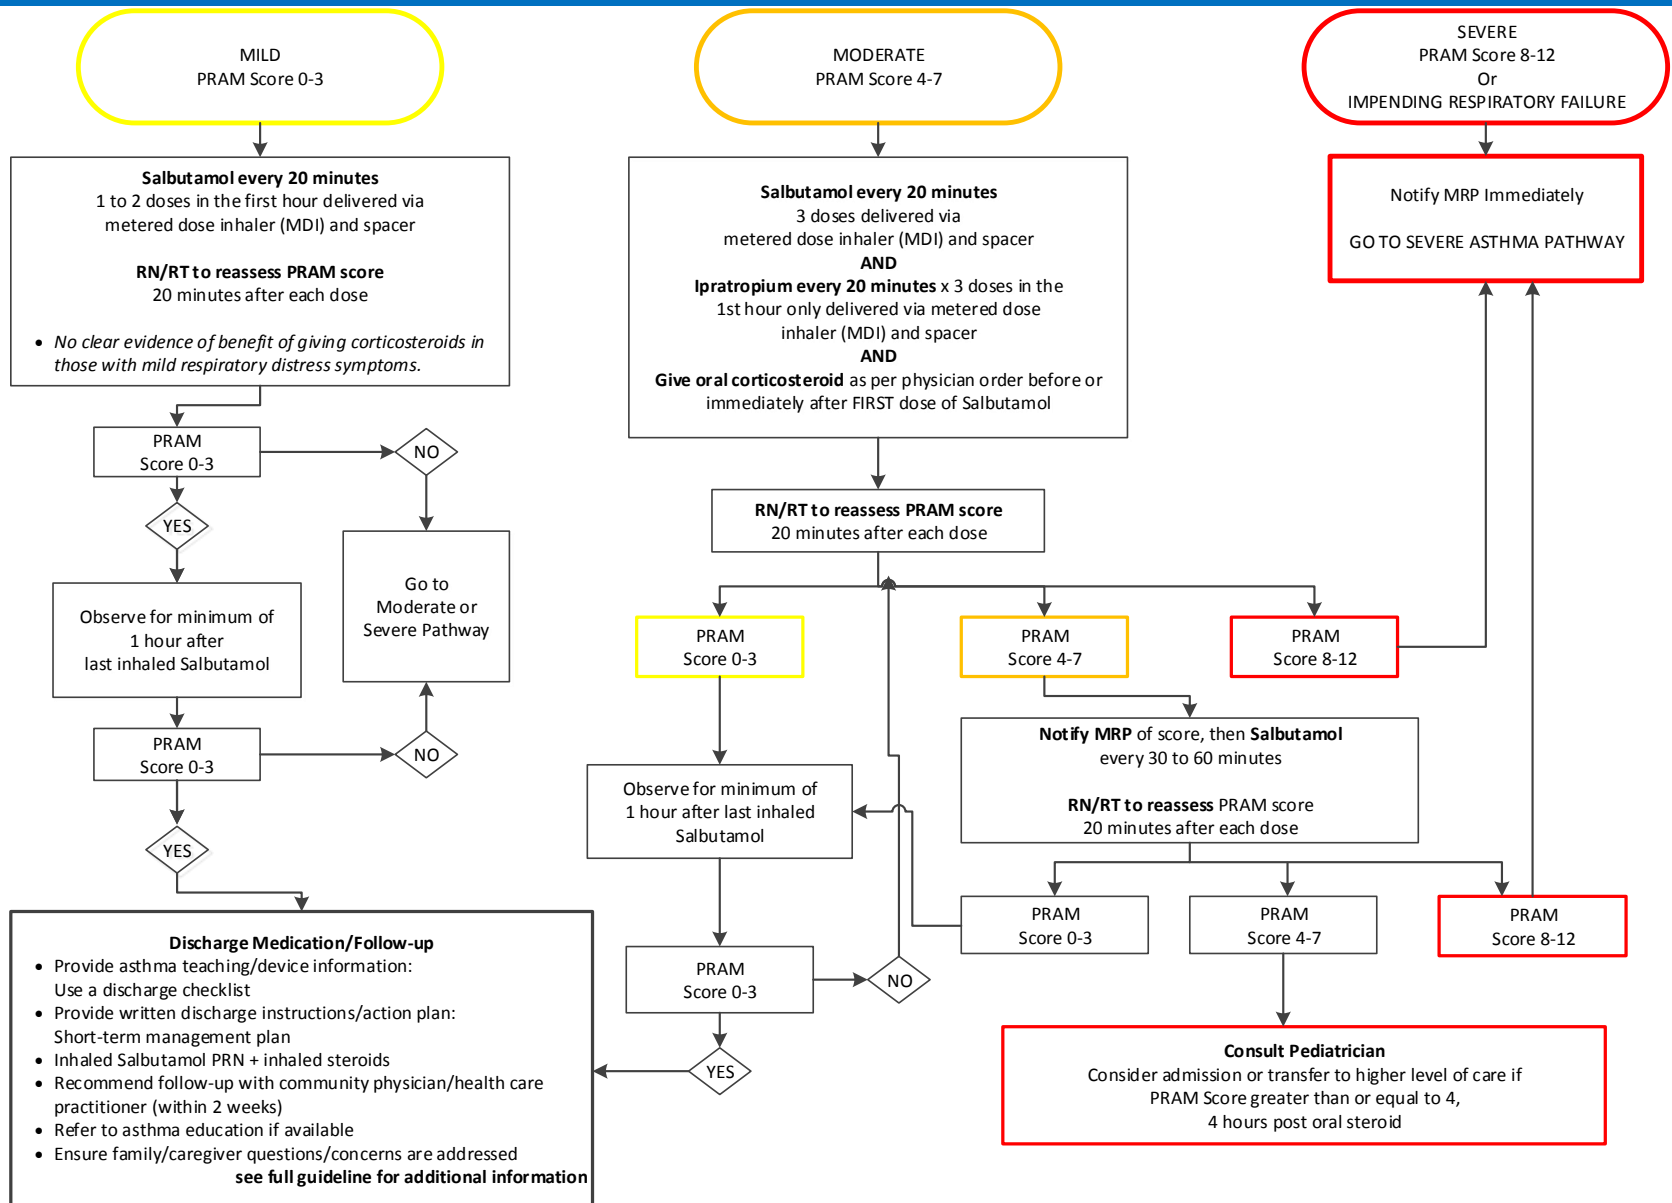 MILD
PRAM Score 0-3
Salbutamol every 20 minutes
1 to 2 doses in the first hour delivered via
metered dose inhaler (MDI) and spacer
RN/RT to reassess PRAM score
20 minutes after each dose
• No clear evidence of benefit of giving corticosteroids in
those with mild respiratory distress symptoms.
PRAM
Score 0-3
NO
YES
Go to
Moderate or
Severe Pathway
Observe for minimum of
1 hour after
last inhaled Salbutamol
PRAM
Score 0-3
NO
YES
Discharge Medication/Follow-up
• Provide asthma teaching/device information:
Use a discharge checklist
• Provide written discharge instructions/action plan:
Short-term management plan
• Inhaled Salbutamol PRN + inhaled steroids
• Recommend follow-up with community physician/health care
practitioner (within 2 weeks)
• Refer to asthma education if available
• Ensure family/caregiver questions/concerns are addressed
see full guideline for additional information
MODERATE
PRAM Score 4-7
Salbutamol every 20 minutes
3 doses delivered via
metered dose inhaler (MDI) and spacer
AND
Ipratropium every 20 minutes x 3 doses in the
1st hour only delivered via metered dose
inhaler (MDI) and spacer
AND
Give oral corticosteroid as per physician order before or
immediately after FIRST dose of Salbutamol
RN/RT to reassess PRAM score
20 minutes after each dose
PRAM
Score 0-3
PRAM
Score 4-7
PRAM
Score 8-12
Observe for minimum of
1 hour after last inhaled
Salbutamol
Notify MRP of score, then Salbutamol
every 30 to 60 minutes
RN/RT to reassess PRAM score
20 minutes after each dose
PRAM
Score 0-3
PRAM
Score 4-7
PRAM
Score 8-12
PRAM
Score 0-3
NO
YES
Consult Pediatrician
Consider admission or transfer to higher level of care if
PRAM Score greater than or equal to 4,
4 hours post oral steroid
SEVERE
PRAM Score 8-12
Or
IMPENDING RESPIRATORY FAILURE
Notify MRP Immediately
GO TO SEVERE ASTHMA PATHWAY